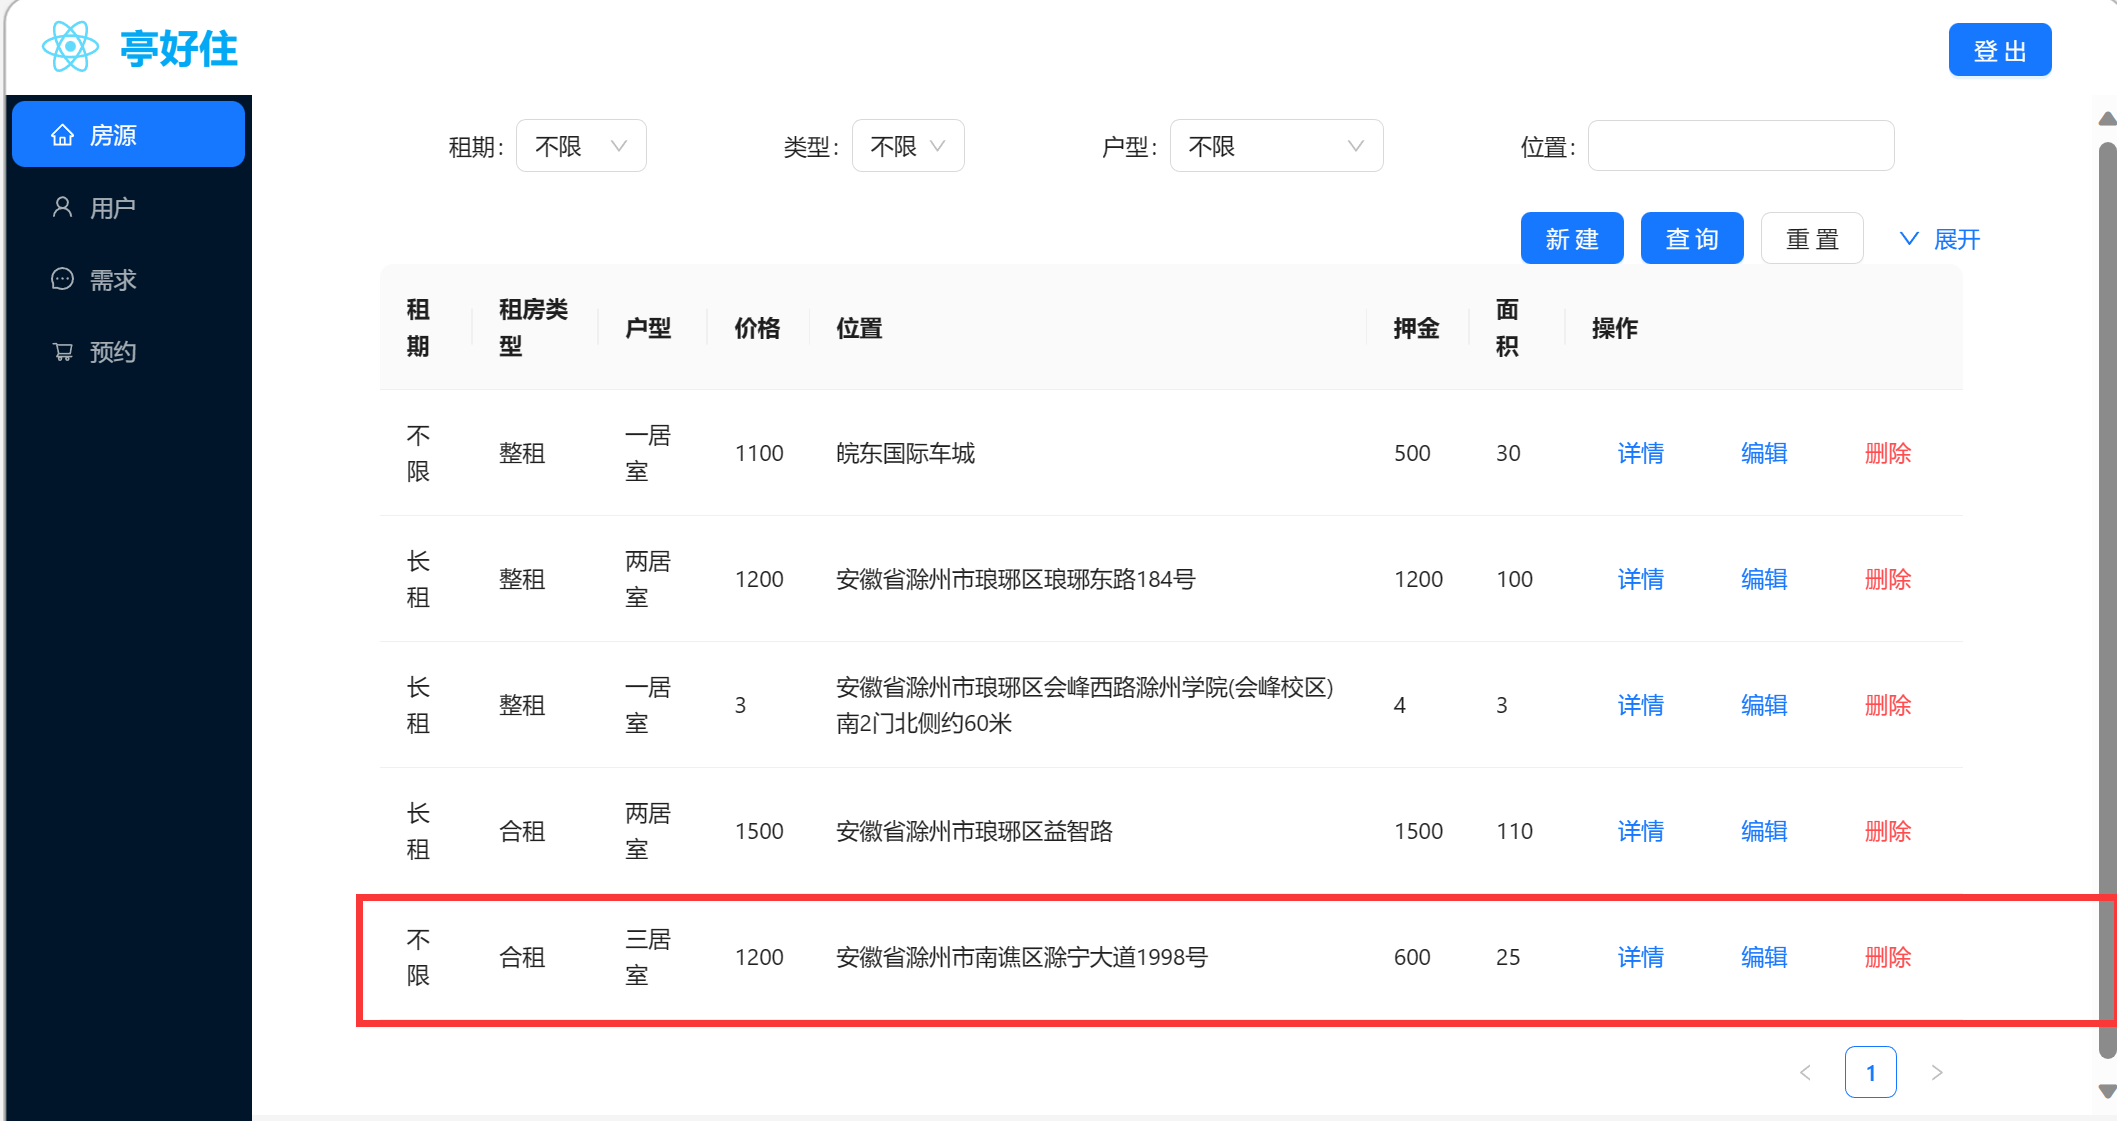 亭好住
登 出
房源
用户
需求
预约
租期: 不限 类型: 不限 户型: 不限 位置:
新 建 查 询 重 置 展开
租期 租房类型 户型 价格 位置 押金 面积 操作
不限 整租 一居室 1100 皖东国际车城 500 30 详情 编辑 删除
长租 整租 两居室 1200 安徽省滁州市琅琊区琅琊东路184号 1200 100 详情 编辑 删除
长租 整租 一居室 3 安徽省滁州市琅琊区会峰西路滁州学院(会峰校区)南2门北侧约60米 4 3 详情 编辑 删除
长租 合租 两居室 1500 安徽省滁州市琅琊区益智路 1500 110 详情 编辑 删除
不限 合租 三居室 1200 安徽省滁州市南谯区滁宁大道1998号 600 25 详情 编辑 删除
1